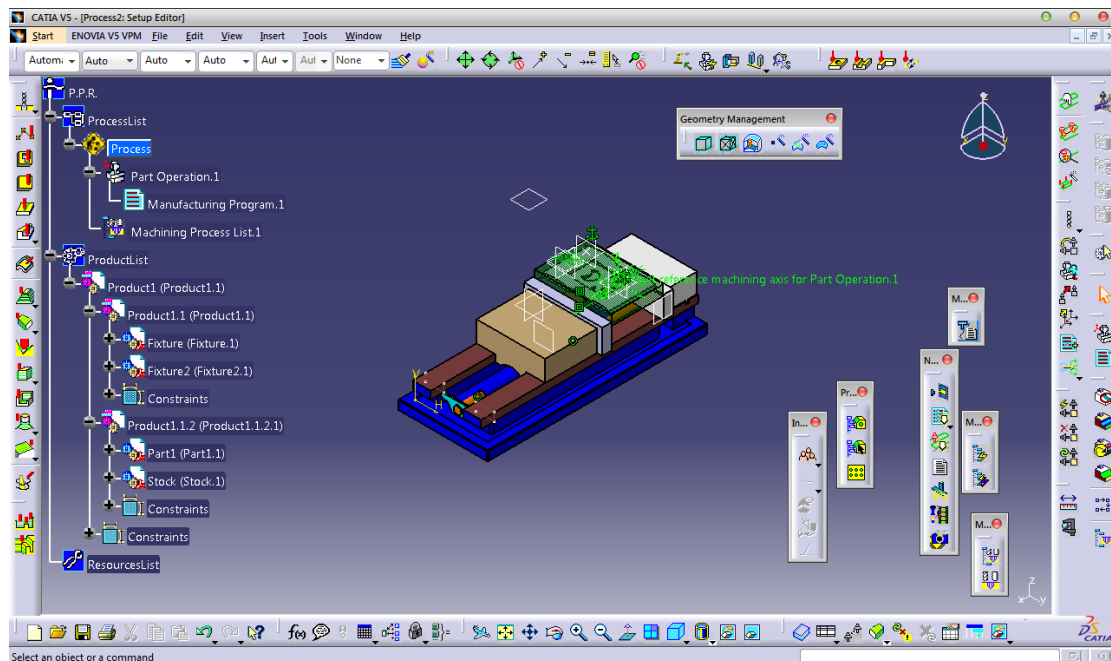 CATIA V5 - [Process2: Setup Editor]
Start ENOVIA V5 VPM File Edit View Insert Tools Window Help
Auto Auto Auto None
P.P.R.
ProcessList
Process
Part Operation.1
Manufacturing Program.1
Machining Process List.1
ProductList
Product1 (Product1.1)
Product1.1 (Product1.1)
Fixture (Fixture.1)
Fixture2 (Fixture2.1)
Constraints
Product1.1.2 (Product1.1.2.1)
Part1 (Part1.1)
Stock (Stock.1)
Constraints
Constraints
ResourcesList
Geometry Management
reference machining axis for Part Operation.1
M...
N...
Pr...
In...
M...
M...
V
H
z
x y
f(x)
CATIA
Select an object or a command